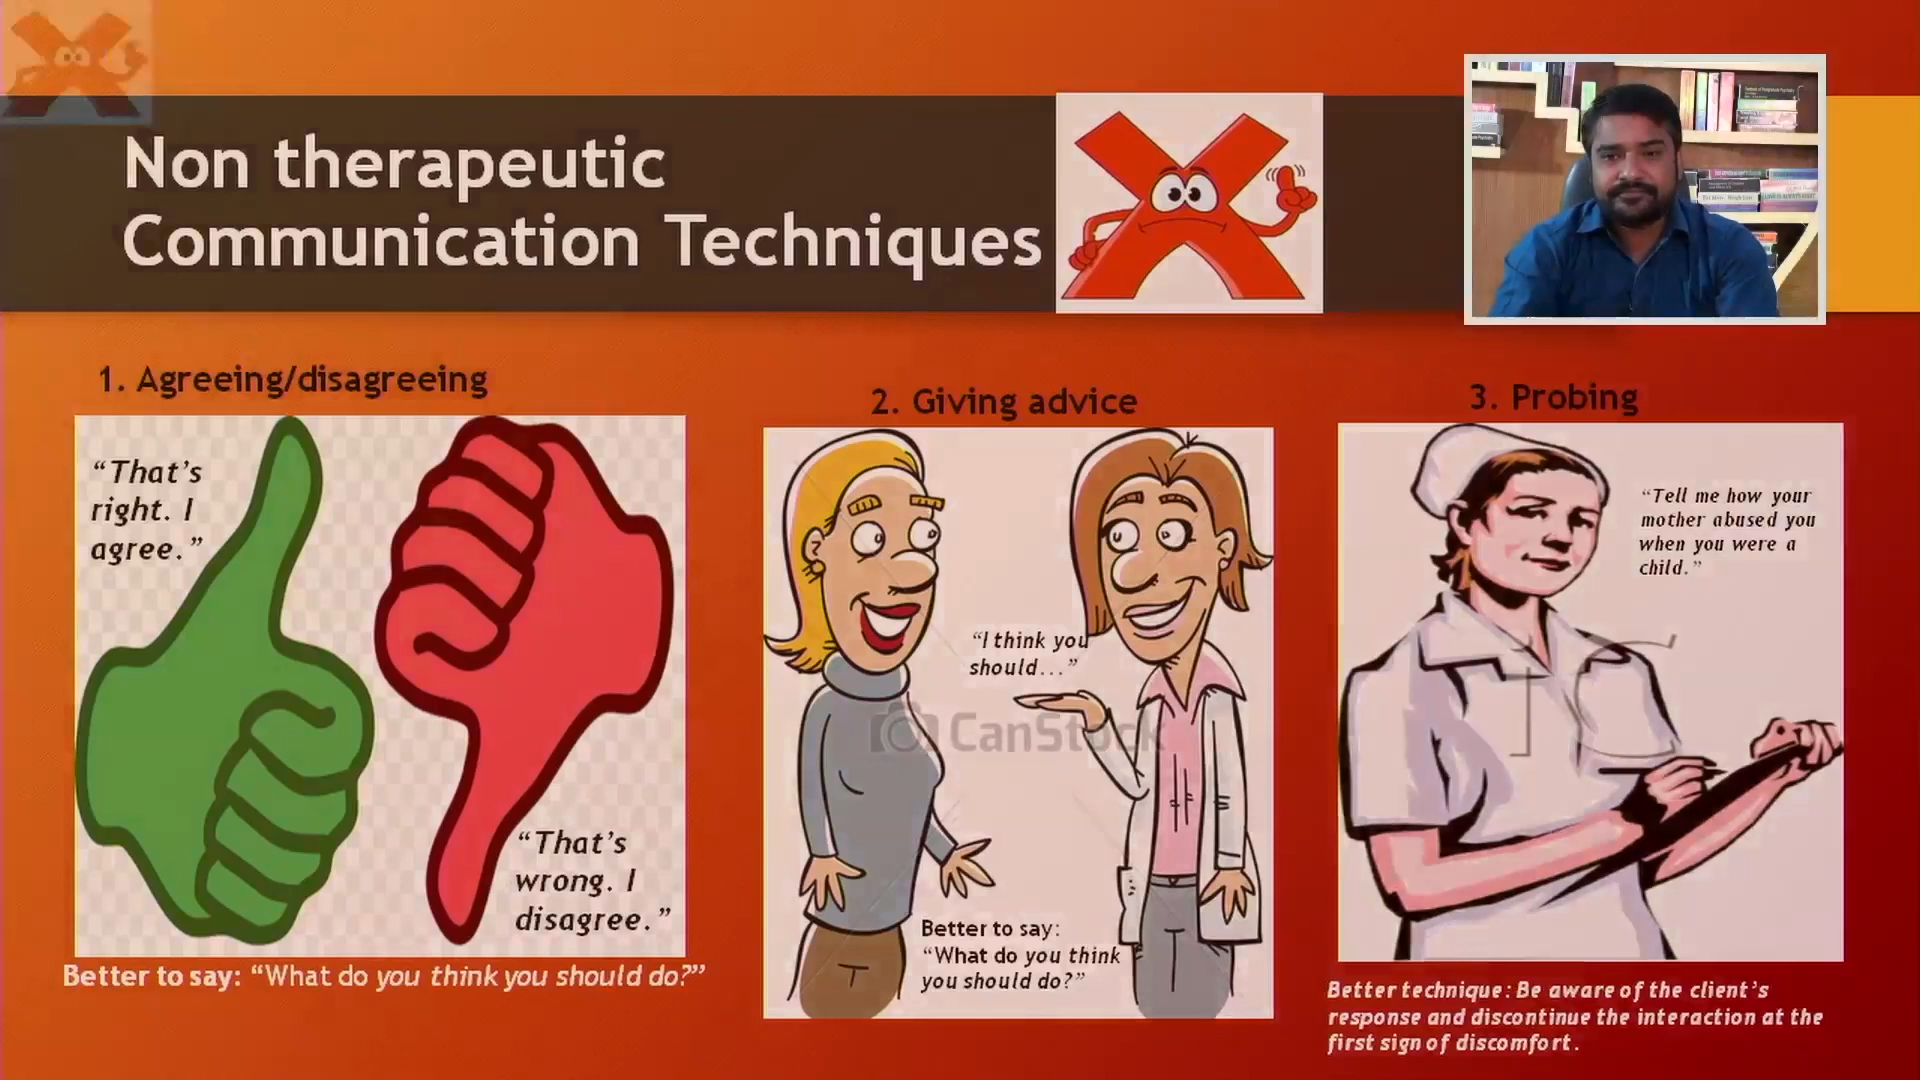 Non therapeutic
Communication Techniques
1. Agreeing/disagreeing
“That’s
right. I
agree.”
“That’s
wrong. I
disagree.”
Better to say: “What do you think you should do?”
2. Giving advice
“I think you
should...”
CanStock
Better to say:
“What do you think
you should do?”
3. Probing
“Tell me how your
mother abused you
when you were a
child.”
Better technique: Be aware of the client’s
response and discontinue the interaction at the
first sign of discomfort.